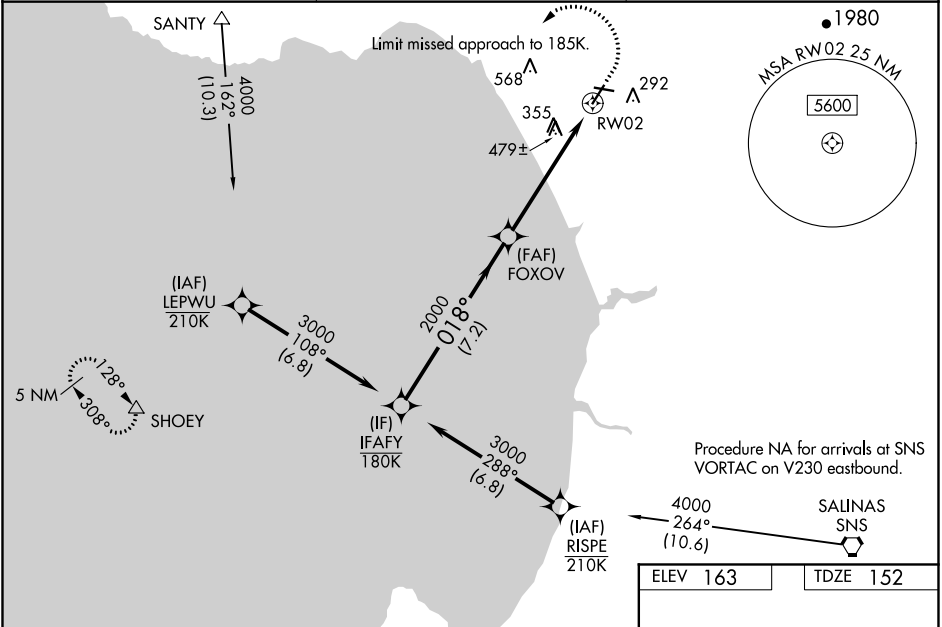 SANTY
4000
162°
(10.3)
Limit missed approach to 185K.
568
355
479±
292
RW02
1980
MSA RW02 25 NM
5600
(FAF)
FOXOV
2000
018°
(7.2)
(IAF)
LEPWU
210K
3000
108°
(6.8)
5 NM
128°
308°
SHOEY
(IF)
IFAFY
180K
3000
288°
(6.8)
(IAF)
RISPE
210K
Procedure NA for arrivals at SNS
VORTAC on V230 eastbound.
4000
264°
(10.6)
SALINAS
SNS
ELEV 163
TDZE 152